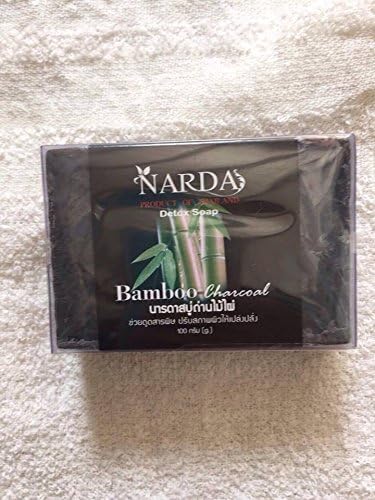 NARDA
PRODUCT OF THAILAND
Detox Soap
Bamboo Charcoal
นารดาสบู่ถ่านไม้ไผ่
ช่วยดูดสารพิษ ปรับสภาพผิวให้เปล่งปลั่ง
100 กรัม (g.)